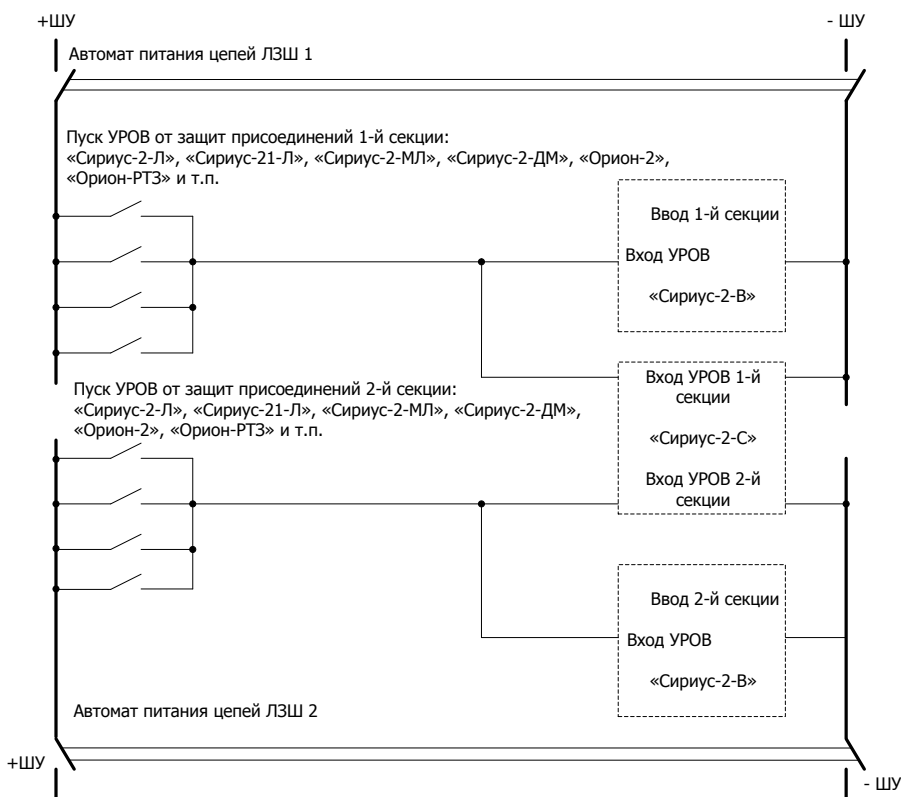 +ШУ
- ШУ
Автомат питания цепей ЛЗШ 1
Пуск УРОВ от защит присоединений 1-й секции:
«Сириус-2-Л», «Сириус-21-Л», «Сириус-2-МЛ», «Сириус-2-ДМ», «Орион-2»,
«Орион-РТЗ» и т.п.
Ввод 1-й секции
Вход УРОВ
«Сириус-2-В»
Пуск УРОВ от защит присоединений 2-й секции:
«Сириус-2-Л», «Сириус-21-Л», «Сириус-2-МЛ», «Сириус-2-ДМ»,
«Орион-2», «Орион-РТЗ» и т.п.
Вход УРОВ 1-й
секции
«Сириус-2-С»
Вход УРОВ 2-й
секции
Ввод 2-й секции
Вход УРОВ
«Сириус-2-В»
Автомат питания цепей ЛЗШ 2
+ШУ
- ШУ